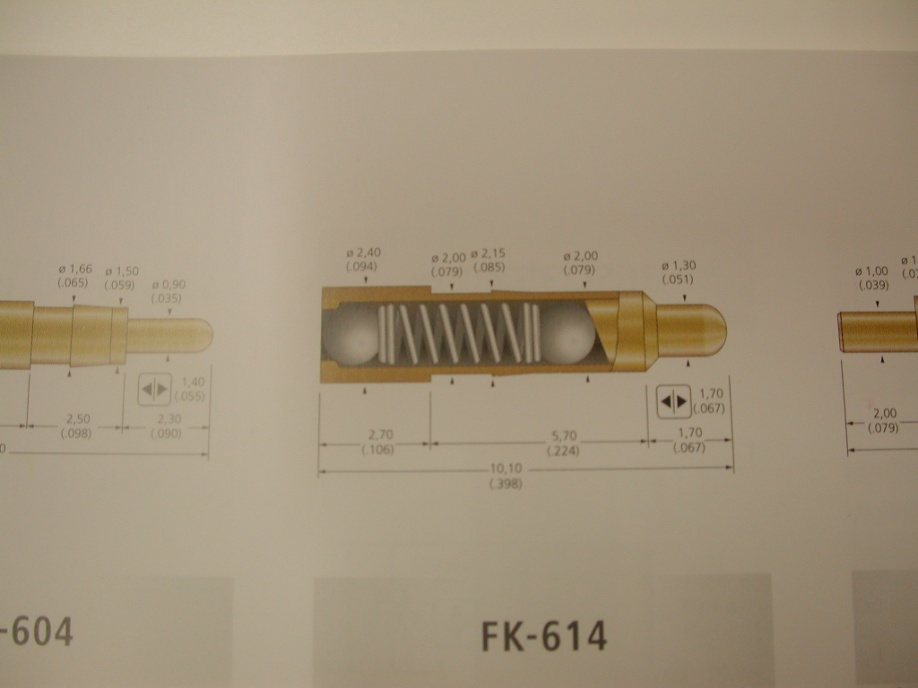 ø 1,66
(.065)
ø 1,50
(.059)
ø 0,90
(.035)
1,40
(.055)
2,50
(.098)
2,30
(.090)
-604
ø 2,40
(.094)
ø 2,00
(.079)
ø 2,15
(.085)
ø 2,00
(.079)
ø 1,30
(.051)
1,70
(.067)
2,70
(.106)
5,70
(.224)
1,70
(.067)
10,10
(.398)
FK-614
ø 1,00
(.039)
2,00
(.079)